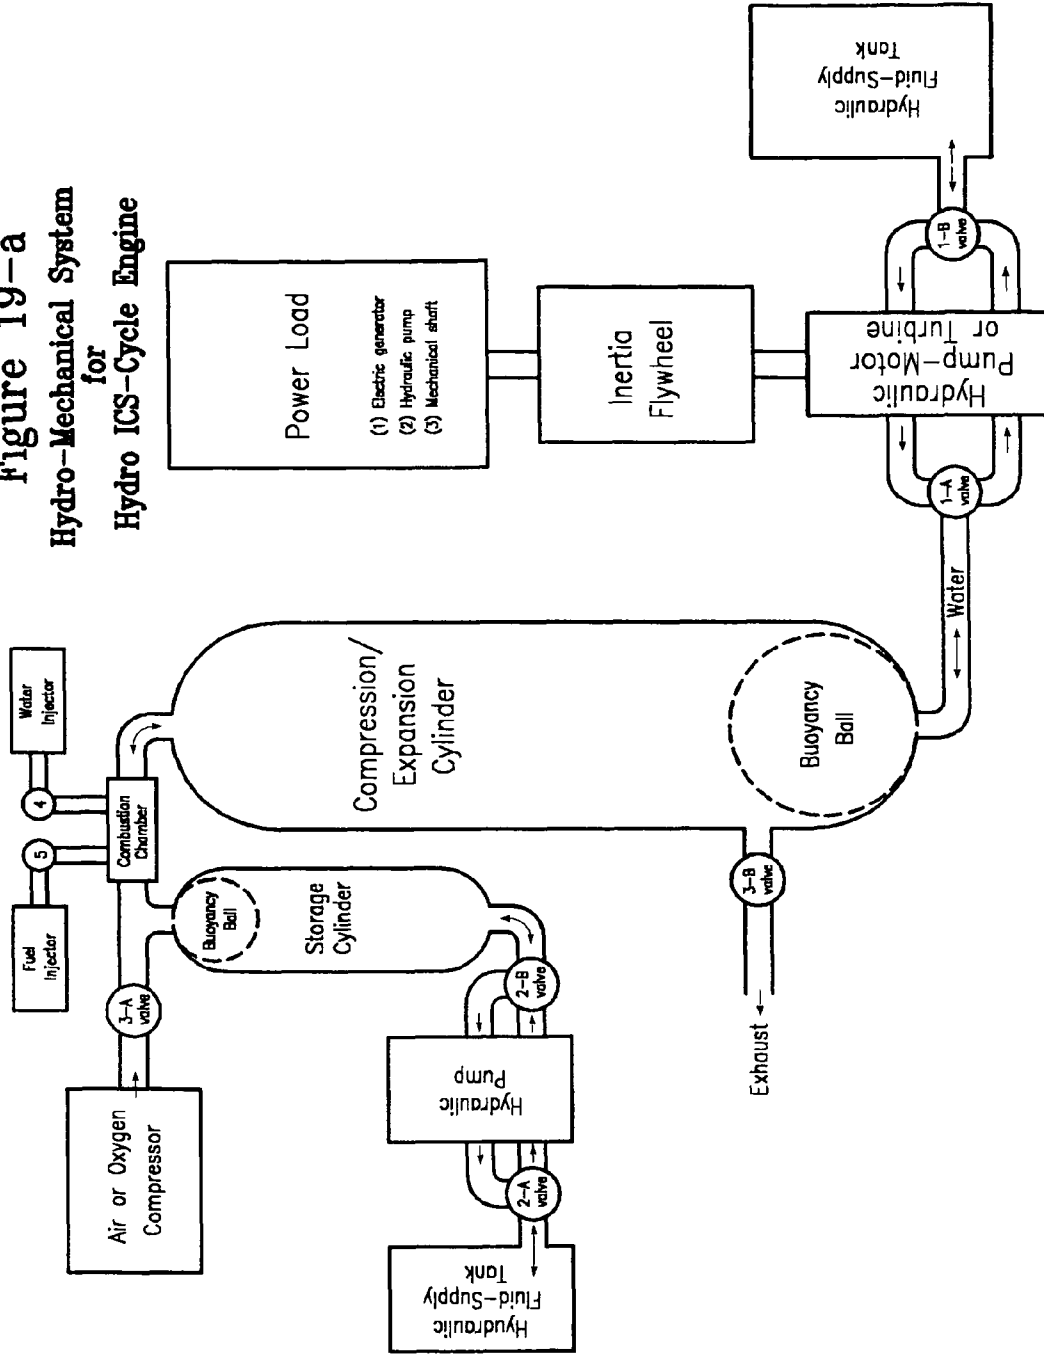 Figure 19-a
Hydro-Mechanical System
for
Hydro ICS-Cycle Engine
Water
Injector
4
Fuel
Injector
5
Combustion
Chamber
3-A
valve
Air or Oxygen
Compressor
Buoyancy
Ball
Storage
Cylinder
2-B
valve
Hydraulic
Pump
2-A
valve
Hyudruulic
Fluid-Supply
Tank
Compression/
Expansion
Cylinder
Buoyancy
Ball
3-B
valve
Exhaust
Water
1-A
valve
Hydraulic
Pump-Motor
or Turbine
1-B
valve
Hydraulic
Fluid-Supply
Tank
Inertia
Flywheel
Power Load
(1) Electric generator
(2) Hydraulic pump
(3) Mechanical shaft